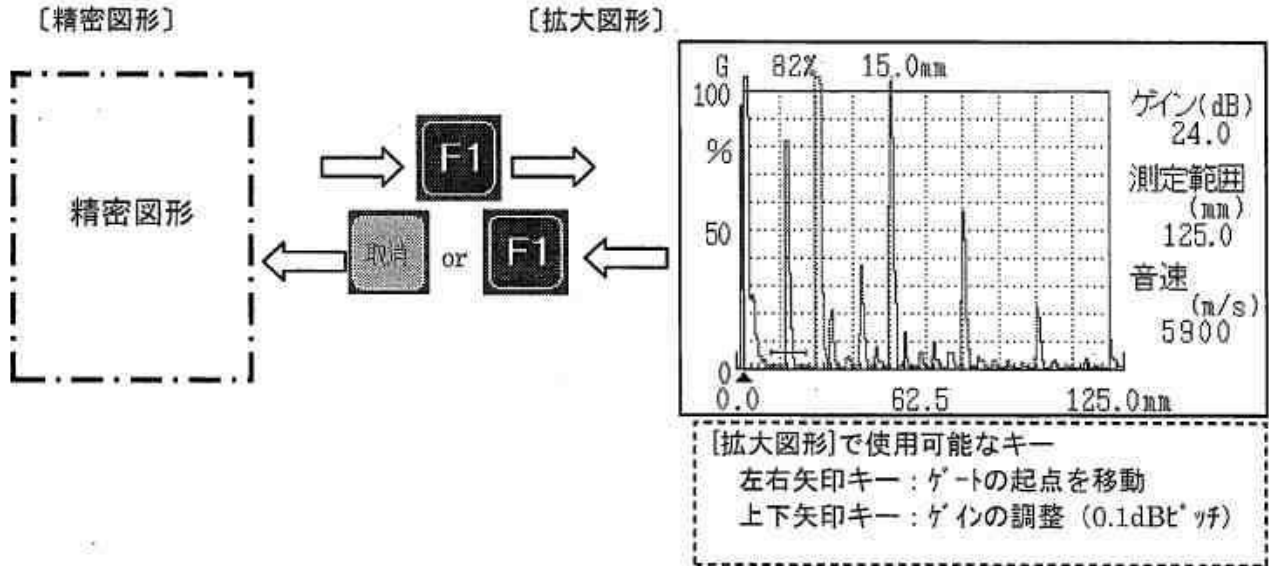 〔精密図形〕
〔拡大図形〕
精密図形
F1
取消 or F1
G 82% 15.0mm
100
%
50
0
0.0 62.5 125.0mm
ゲイン(dB)
24.0
測定範囲
(mm)
125.0
音速
(m/s)
5900
[拡大図形]で使用可能なキー
左右矢印キー：ｹﾞｰﾄの起点を移動
上下矢印キー：ｹﾞｲﾝの調整（0.1dBﾋﾟｯﾁ）